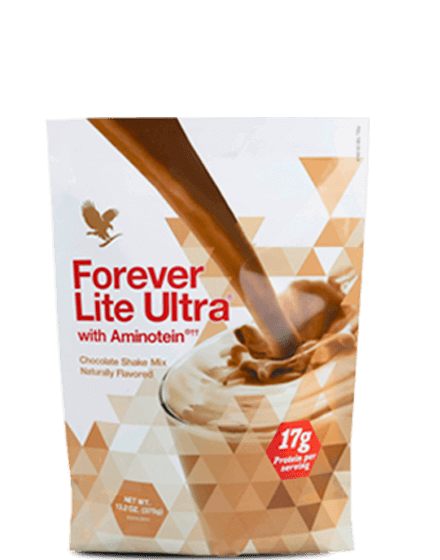 Forever
Lite Ultra®
with Aminotein®††
Chocolate Shake Mix
Naturally Flavored
17g
Protein per
serving
NET WT.
13.2 OZ. (375g)